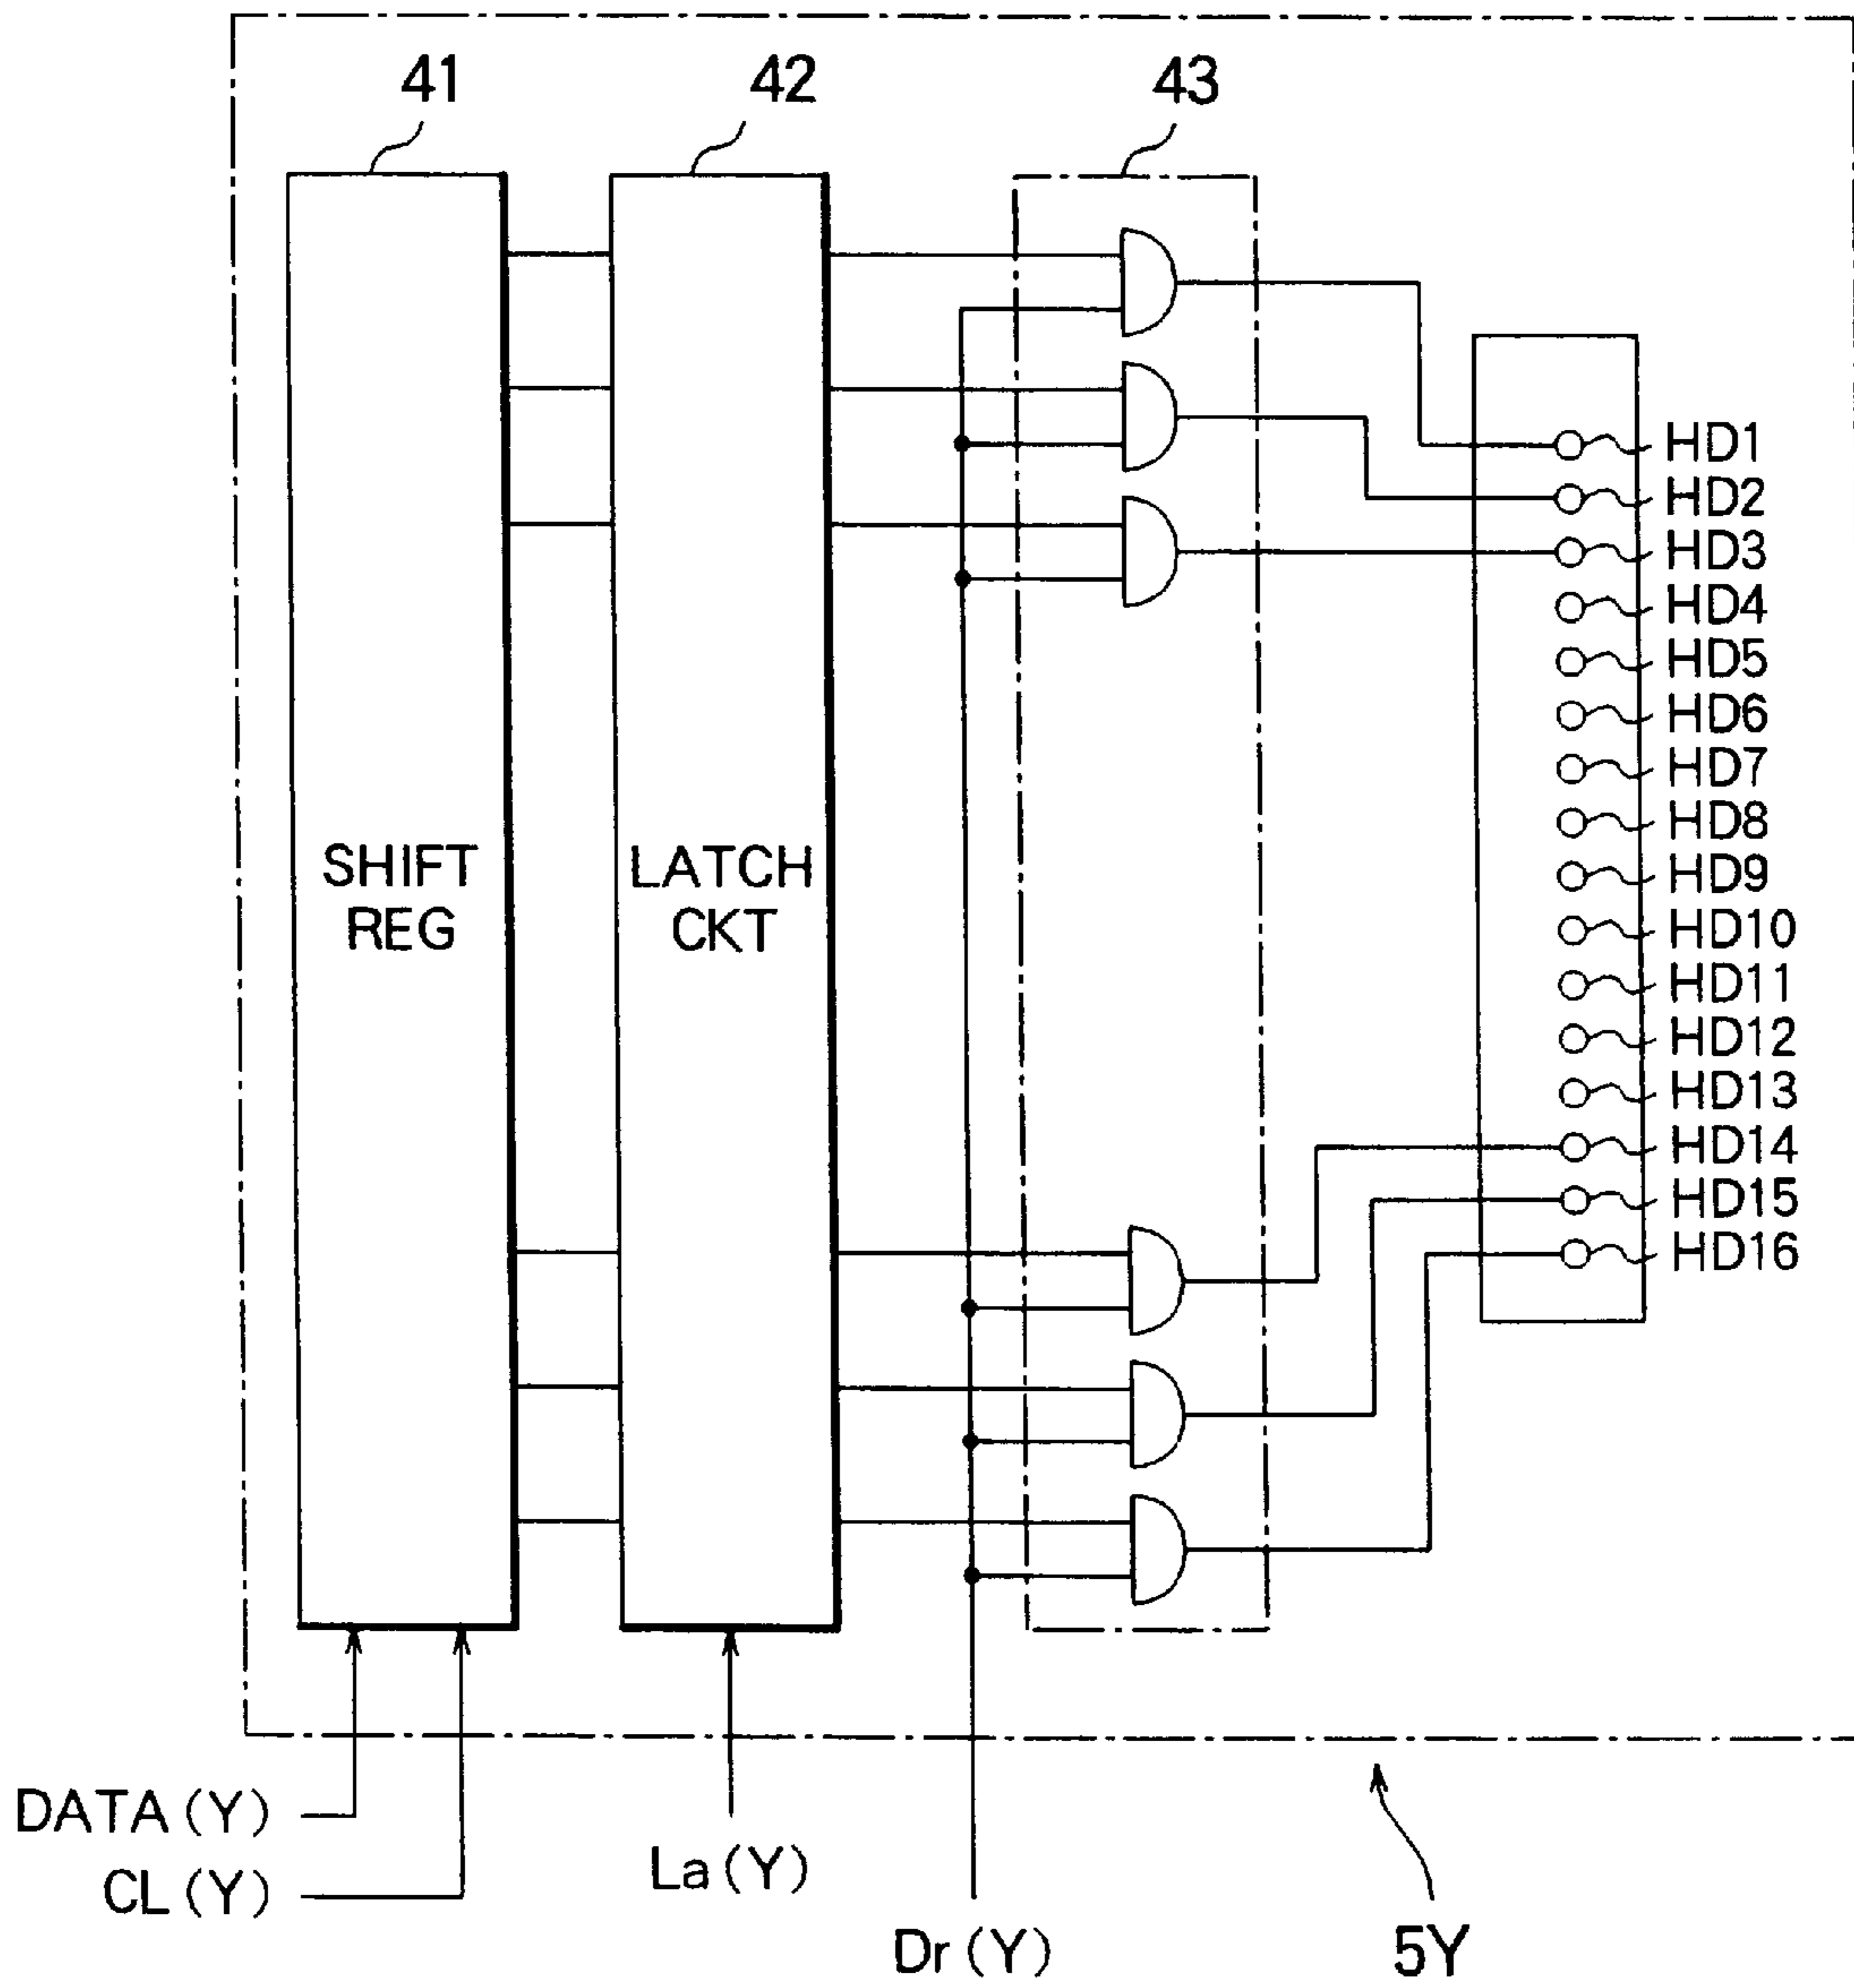 41
42
43
HD1
HD2
HD3
HD4
HD5
HD6
HD7
HD8
HD9
HD10
HD11
HD12
HD13
HD14
HD15
HD16
SHIFT
REG
LATCH
CKT
DATA (Y)
CL (Y)
La (Y)
Dr (Y)
5Y